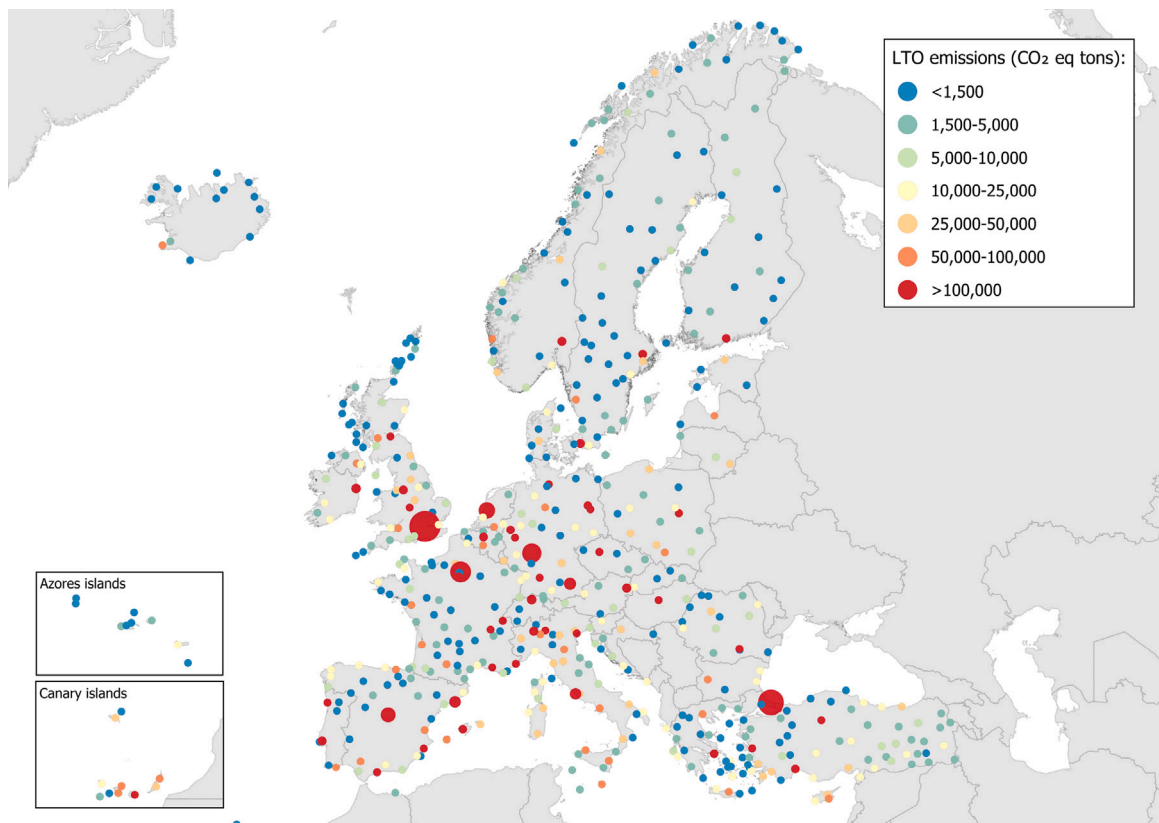 LTO emissions (CO₂ eq tons):
<1,500
1,500-5,000
5,000-10,000
10,000-25,000
25,000-50,000
50,000-100,000
>100,000
Azores islands
Canary islands